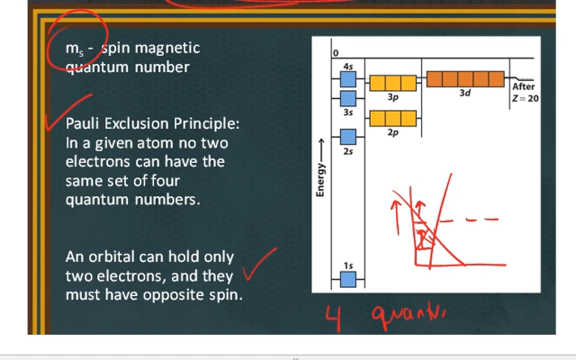 m_s - spin magnetic
quantum number
Pauli Exclusion Principle:
In a given atom no two
electrons can have the
same set of four
quantum numbers.
An orbital can hold only
two electrons, and they
must have opposite spin.
0
4s
3p
3d
After
Z = 20
3s
2p
2s
Energy
1s
4 quant